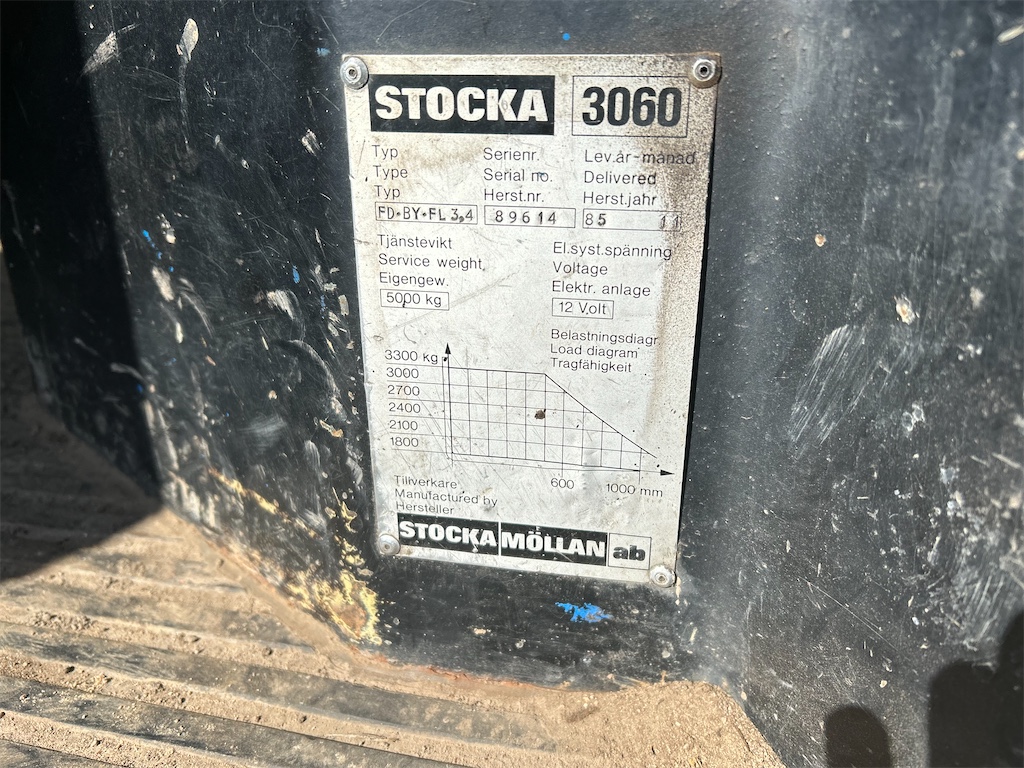 STOCKA 3060
Typ Serienr. Lev.år-månad
Type Serial no. Delivered
Typ Herst.nr. Herst.jahr
FD-BY-FL 3,4 89614 85 11
Tjänstevikt El.syst.spänning
Service weight Voltage
Eigengew. Elektr. anlage
5000 kg 12 Volt
Belastningsdiagr
Load diagram
Tragfähigkeit
3300 kg
3000
2700
2400
2100
1800
600 1000 mm
Tillverkare
Manufactured by
Hersteller
STOCKA MÖLLAN ab